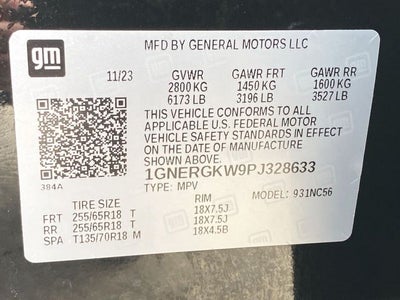 gm
MFD BY GENERAL MOTORS LLC
11/23 GVWR GAWR FRT GAWR RR
2800 KG 1450 KG 1600 KG
6173 LB 3196 LB 3527 LB
THIS VEHICLE CONFORMS TO ALL
APPLICABLE U.S. FEDERAL MOTOR
VEHICLE SAFETY STANDARDS IN EFFECT
ON THE DATE OF MANUFACTURE
SHOWN ABOVE.
1GNERGKW9PJ328633
384A TYPE: MPV MODEL: 931NC56
TIRE SIZE RIM
FRT 255/65R18 T 18X7.5J
RR 255/65R18 T 18X7.5J
SPA T135/70R18 M 18X4.5B